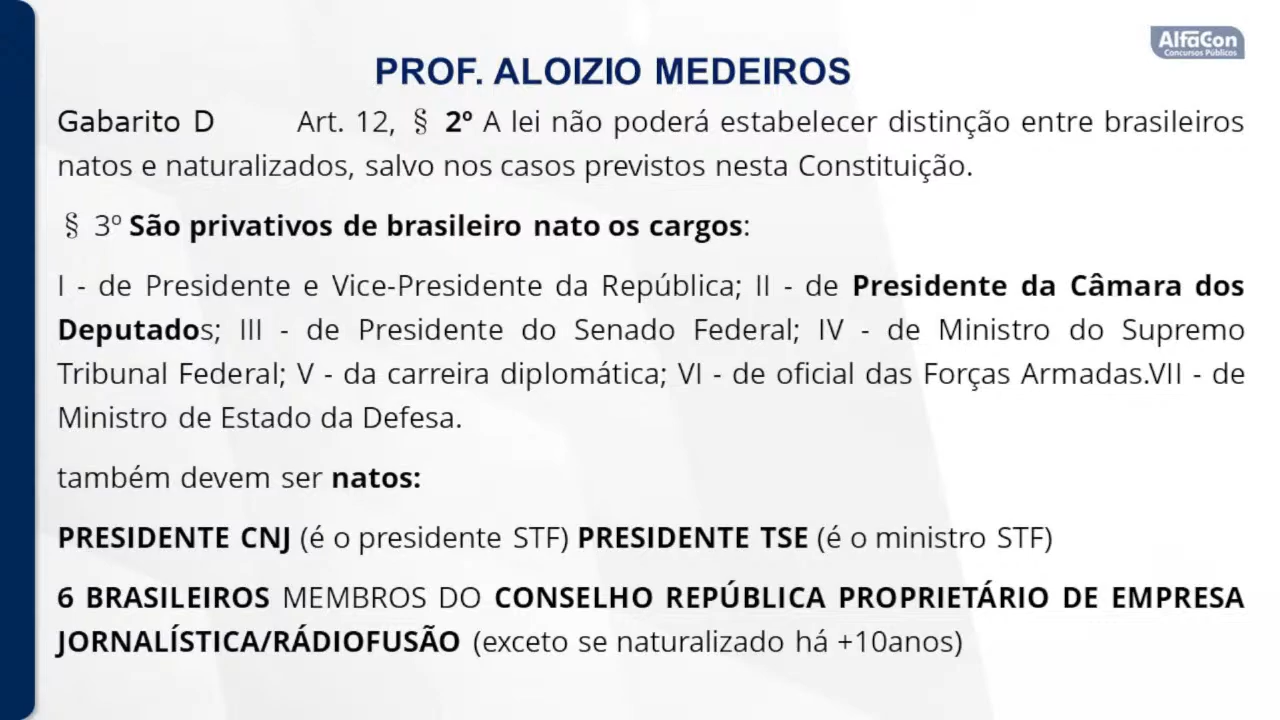 AlfaCon
Concursos Públicos
PROF. ALOIZIO MEDEIROS
Gabarito D Art. 12, § 2º A lei não poderá estabelecer distinção entre brasileiros
natos e naturalizados, salvo nos casos previstos nesta Constituição.
§ 3º São privativos de brasileiro nato os cargos:
I - de Presidente e Vice-Presidente da República; II - de Presidente da Câmara dos
Deputados; III - de Presidente do Senado Federal; IV - de Ministro do Supremo
Tribunal Federal; V - da carreira diplomática; VI - de oficial das Forças Armadas.VII - de
Ministro de Estado da Defesa.
também devem ser natos:
PRESIDENTE CNJ (é o presidente STF) PRESIDENTE TSE (é o ministro STF)
6 BRASILEIROS MEMBROS DO CONSELHO REPÚBLICA PROPRIETÁRIO DE EMPRESA
JORNALÍSTICA/RÁDIOFUSÃO (exceto se naturalizado há +10anos)